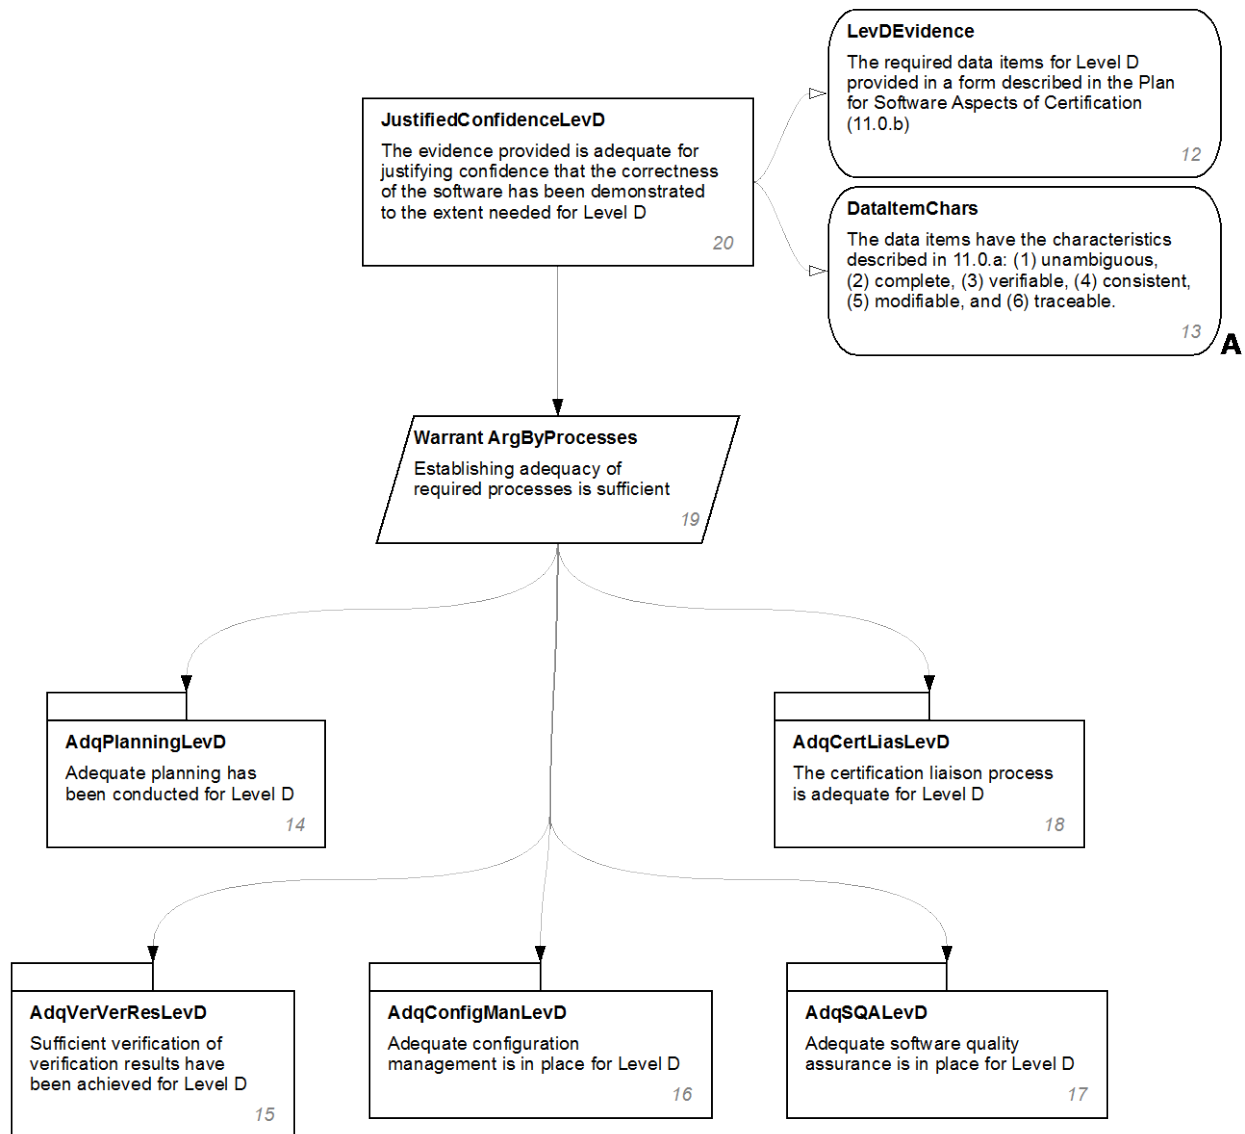 LevDEvidence
The required data items for Level D
provided in a form described in the Plan
for Software Aspects of Certification
(11.0.b)
12
JustifiedConfidenceLevD
The evidence provided is adequate for
justifying confidence that the correctness
of the software has been demonstrated
to the extent needed for Level D
20
DataItemChars
The data items have the characteristics
described in 11.0.a: (1) unambiguous,
(2) complete, (3) verifiable, (4) consistent,
(5) modifiable, and (6) traceable.
13
A
Warrant ArgByProcesses
Establishing adequacy of
required processes is sufficient
19
AdqPlanningLevD
Adequate planning has
been conducted for Level D
14
AdqCertLiasLevD
The certification liaison process
is adequate for Level D
18
AdqVerVerResLevD
Sufficient verification of
verification results have
been achieved for Level D
15
AdqConfigManLevD
Adequate configuration
management is in place for Level D
16
AdqSQALevD
Adequate software quality
assurance is in place for Level D
17